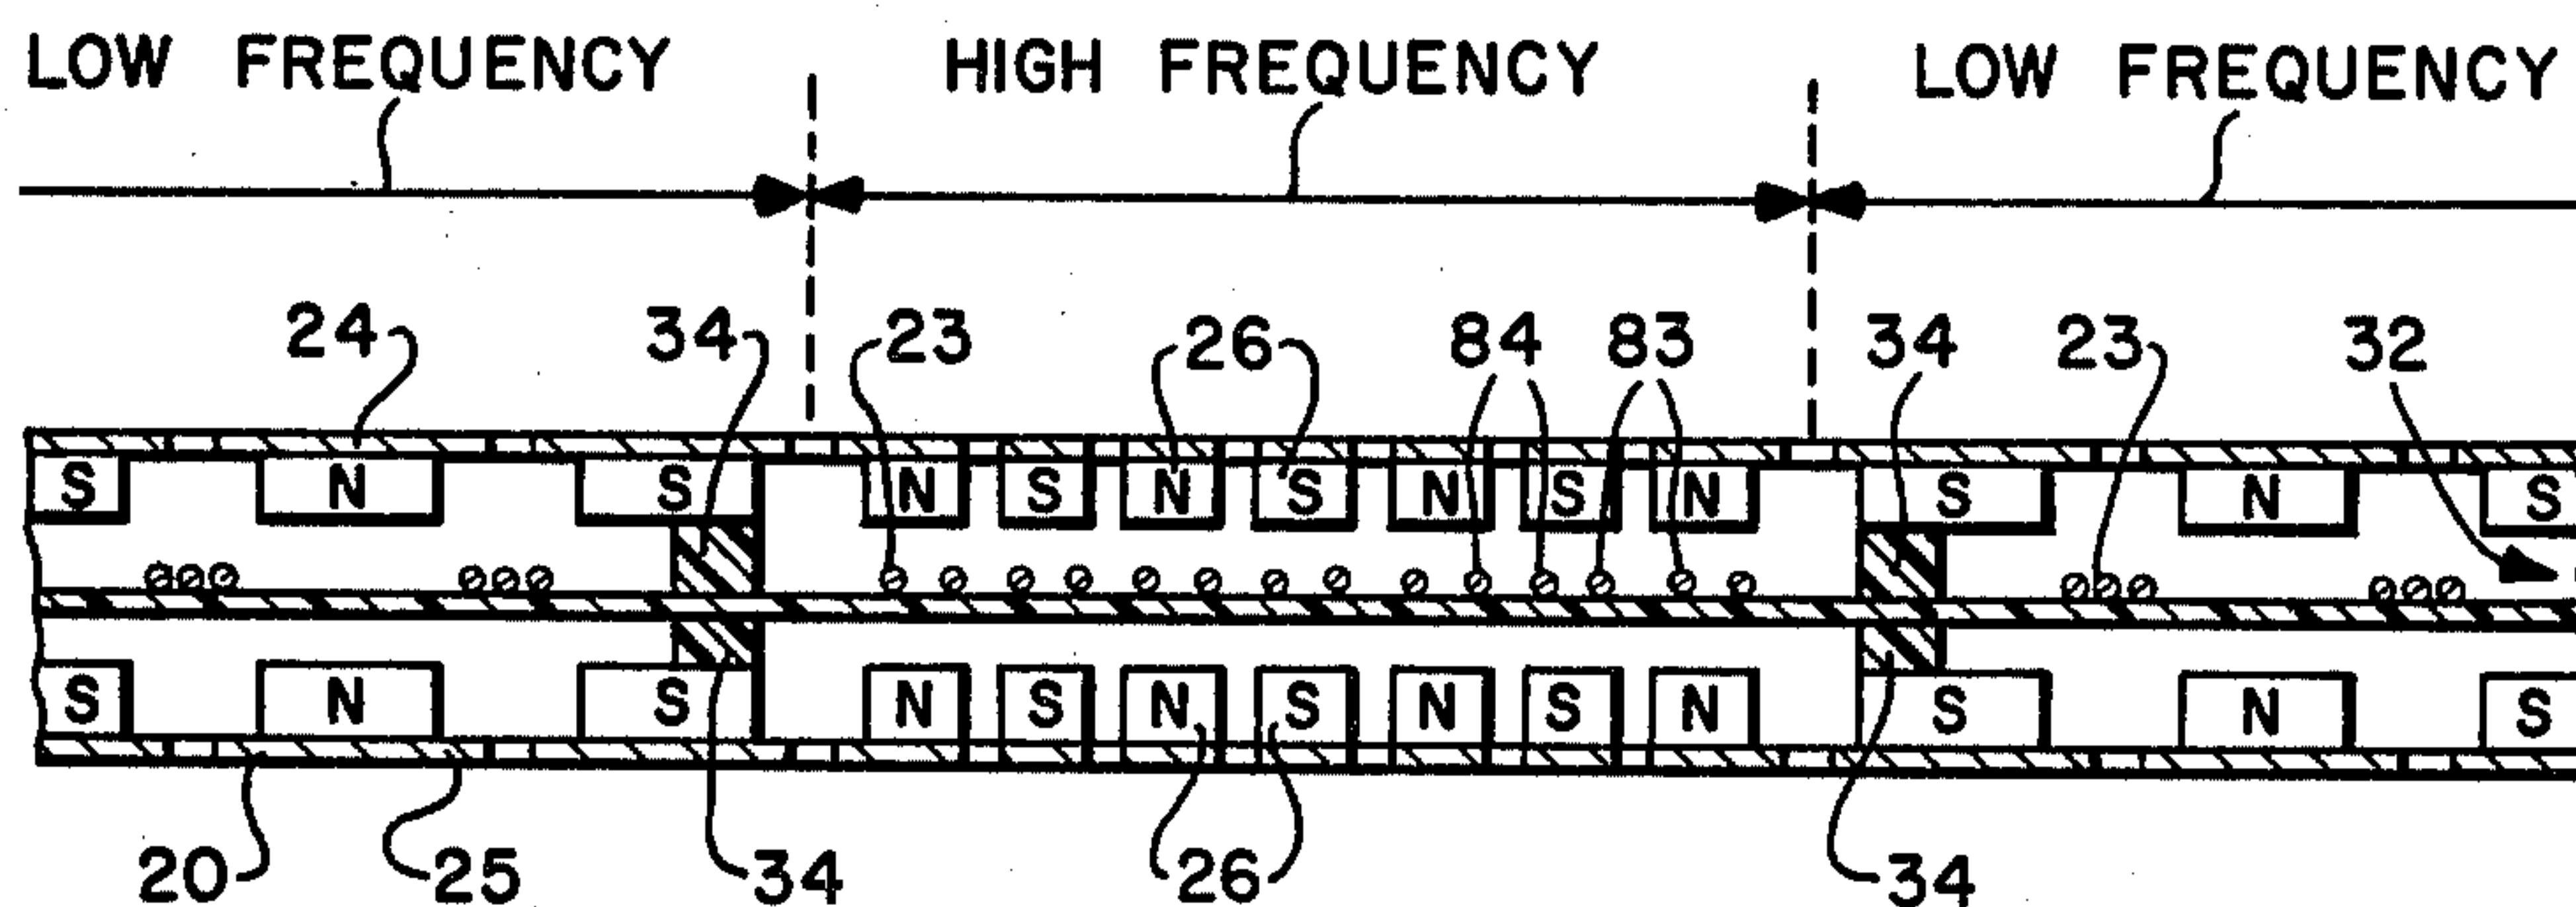 LOW FREQUENCY HIGH FREQUENCY LOW FREQUENCY
24 34 23 26 84 83 34 23 32
S N S N S N S N S N S N S
S N S N S N S N S N S N S
20 25 34 26 34